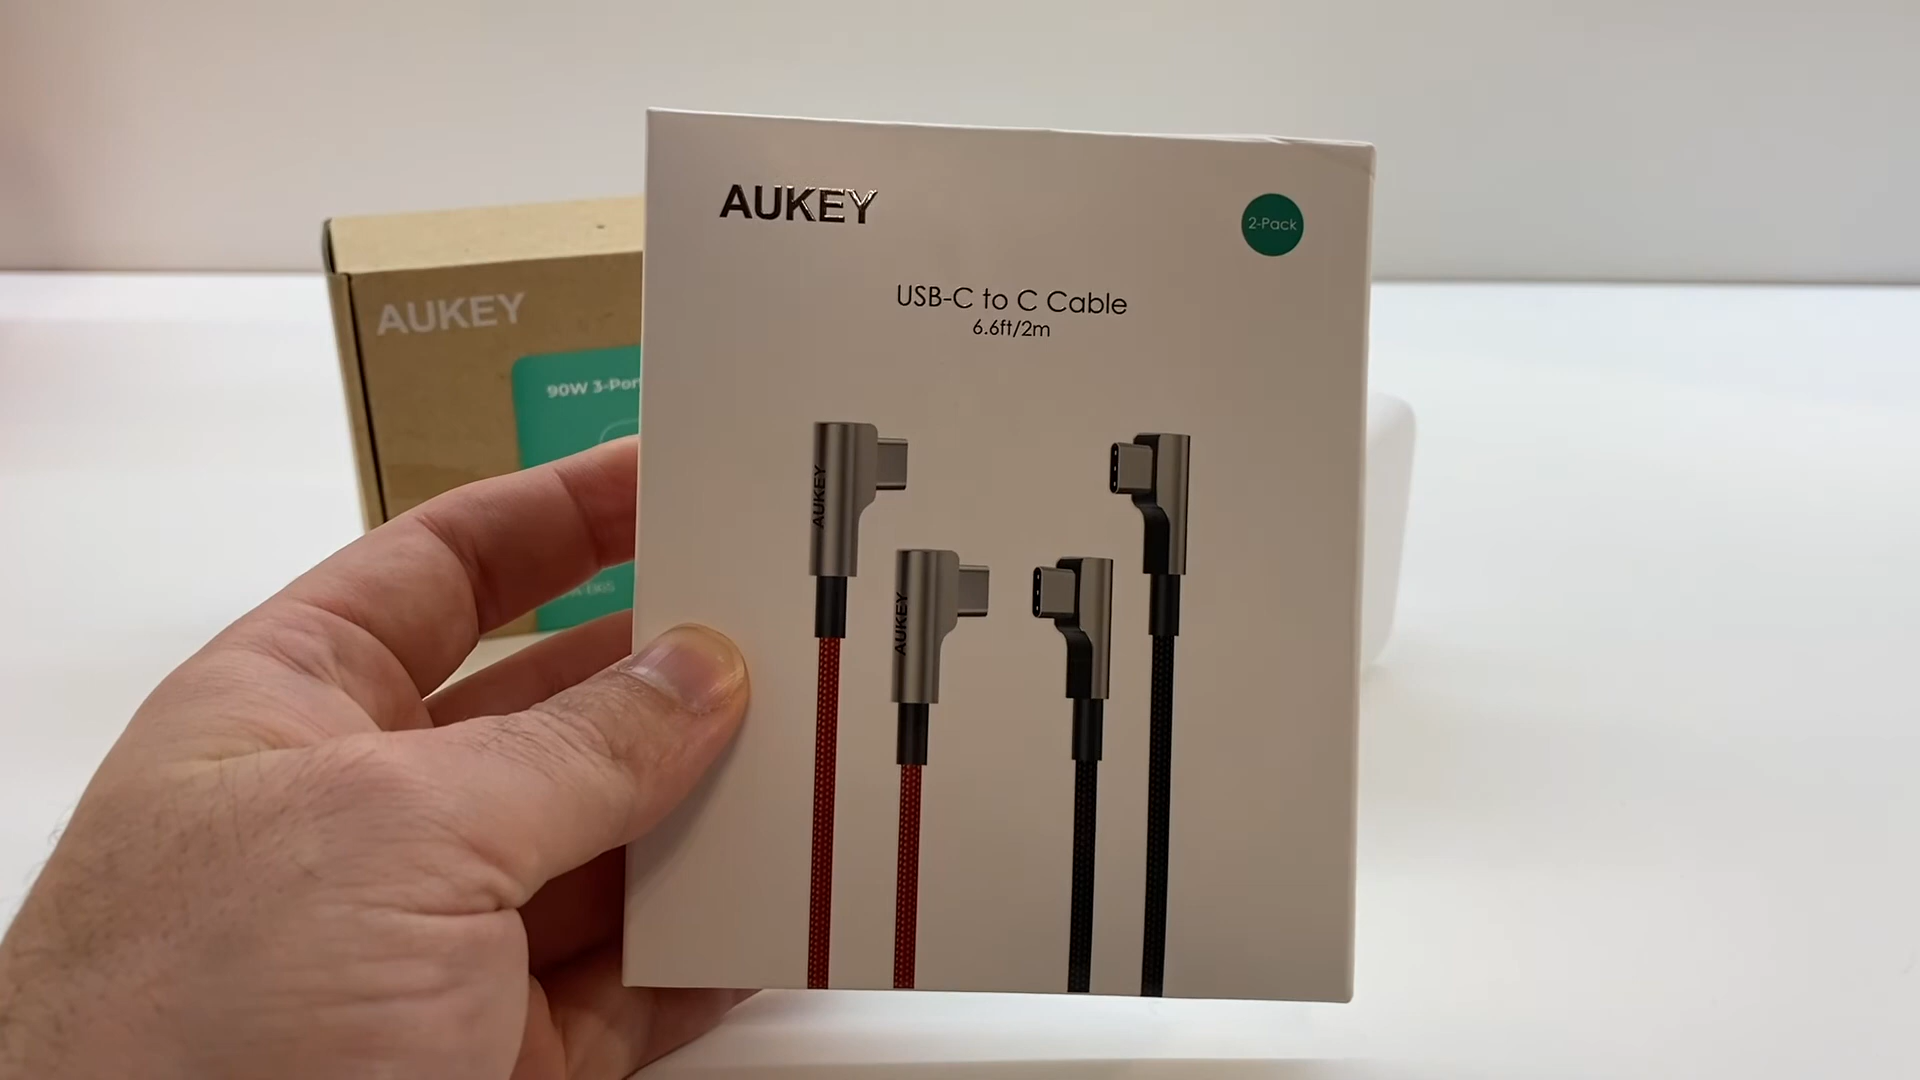 AUKEY
2-Pack
USB-C to C Cable
6.6ft/2m
AUKEY
AUKEY
AUKEY
90W 3-Por